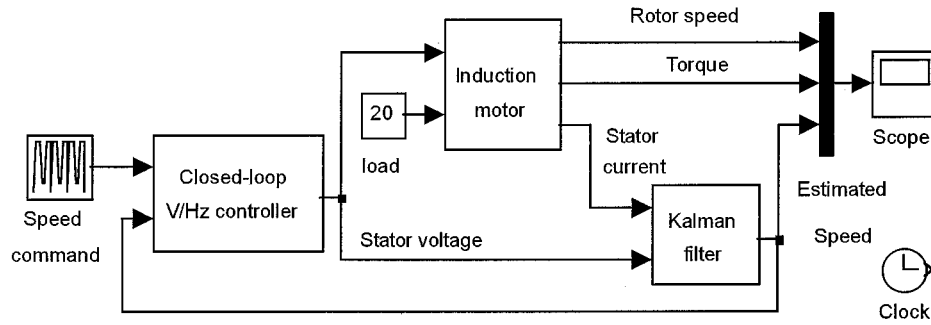 Rotor speed
Induction
motor
Torque
20
load
Scope
Stator
current
Closed-loop
V/Hz controller
Speed
command
Estimated
Speed
Kalman
filter
Stator voltage
Clock